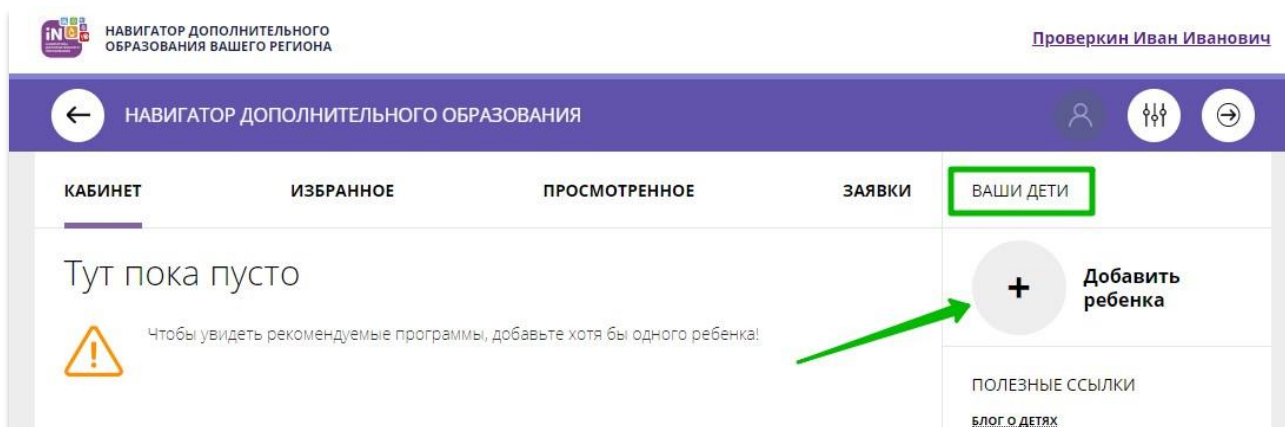 НАВИГАТОР ДОПОЛНИТЕЛЬНОГО
ОБРАЗОВАНИЯ ВАШЕГО РЕГИОНА
Проверкин Иван Иванович
НАВИГАТОР ДОПОЛНИТЕЛЬНОГО ОБРАЗОВАНИЯ
КАБИНЕТ ИЗБРАННОЕ ПРОСМОТРЕННОЕ ЗАЯВКИ ВАШИ ДЕТИ
Тут пока пусто
Чтобы увидеть рекомендуемые программы, добавьте хотя бы одного ребенка!
+ Добавить
ребенка
ПОЛЕЗНЫЕ ССЫЛКИ
БЛОГ О ДЕТЯХ